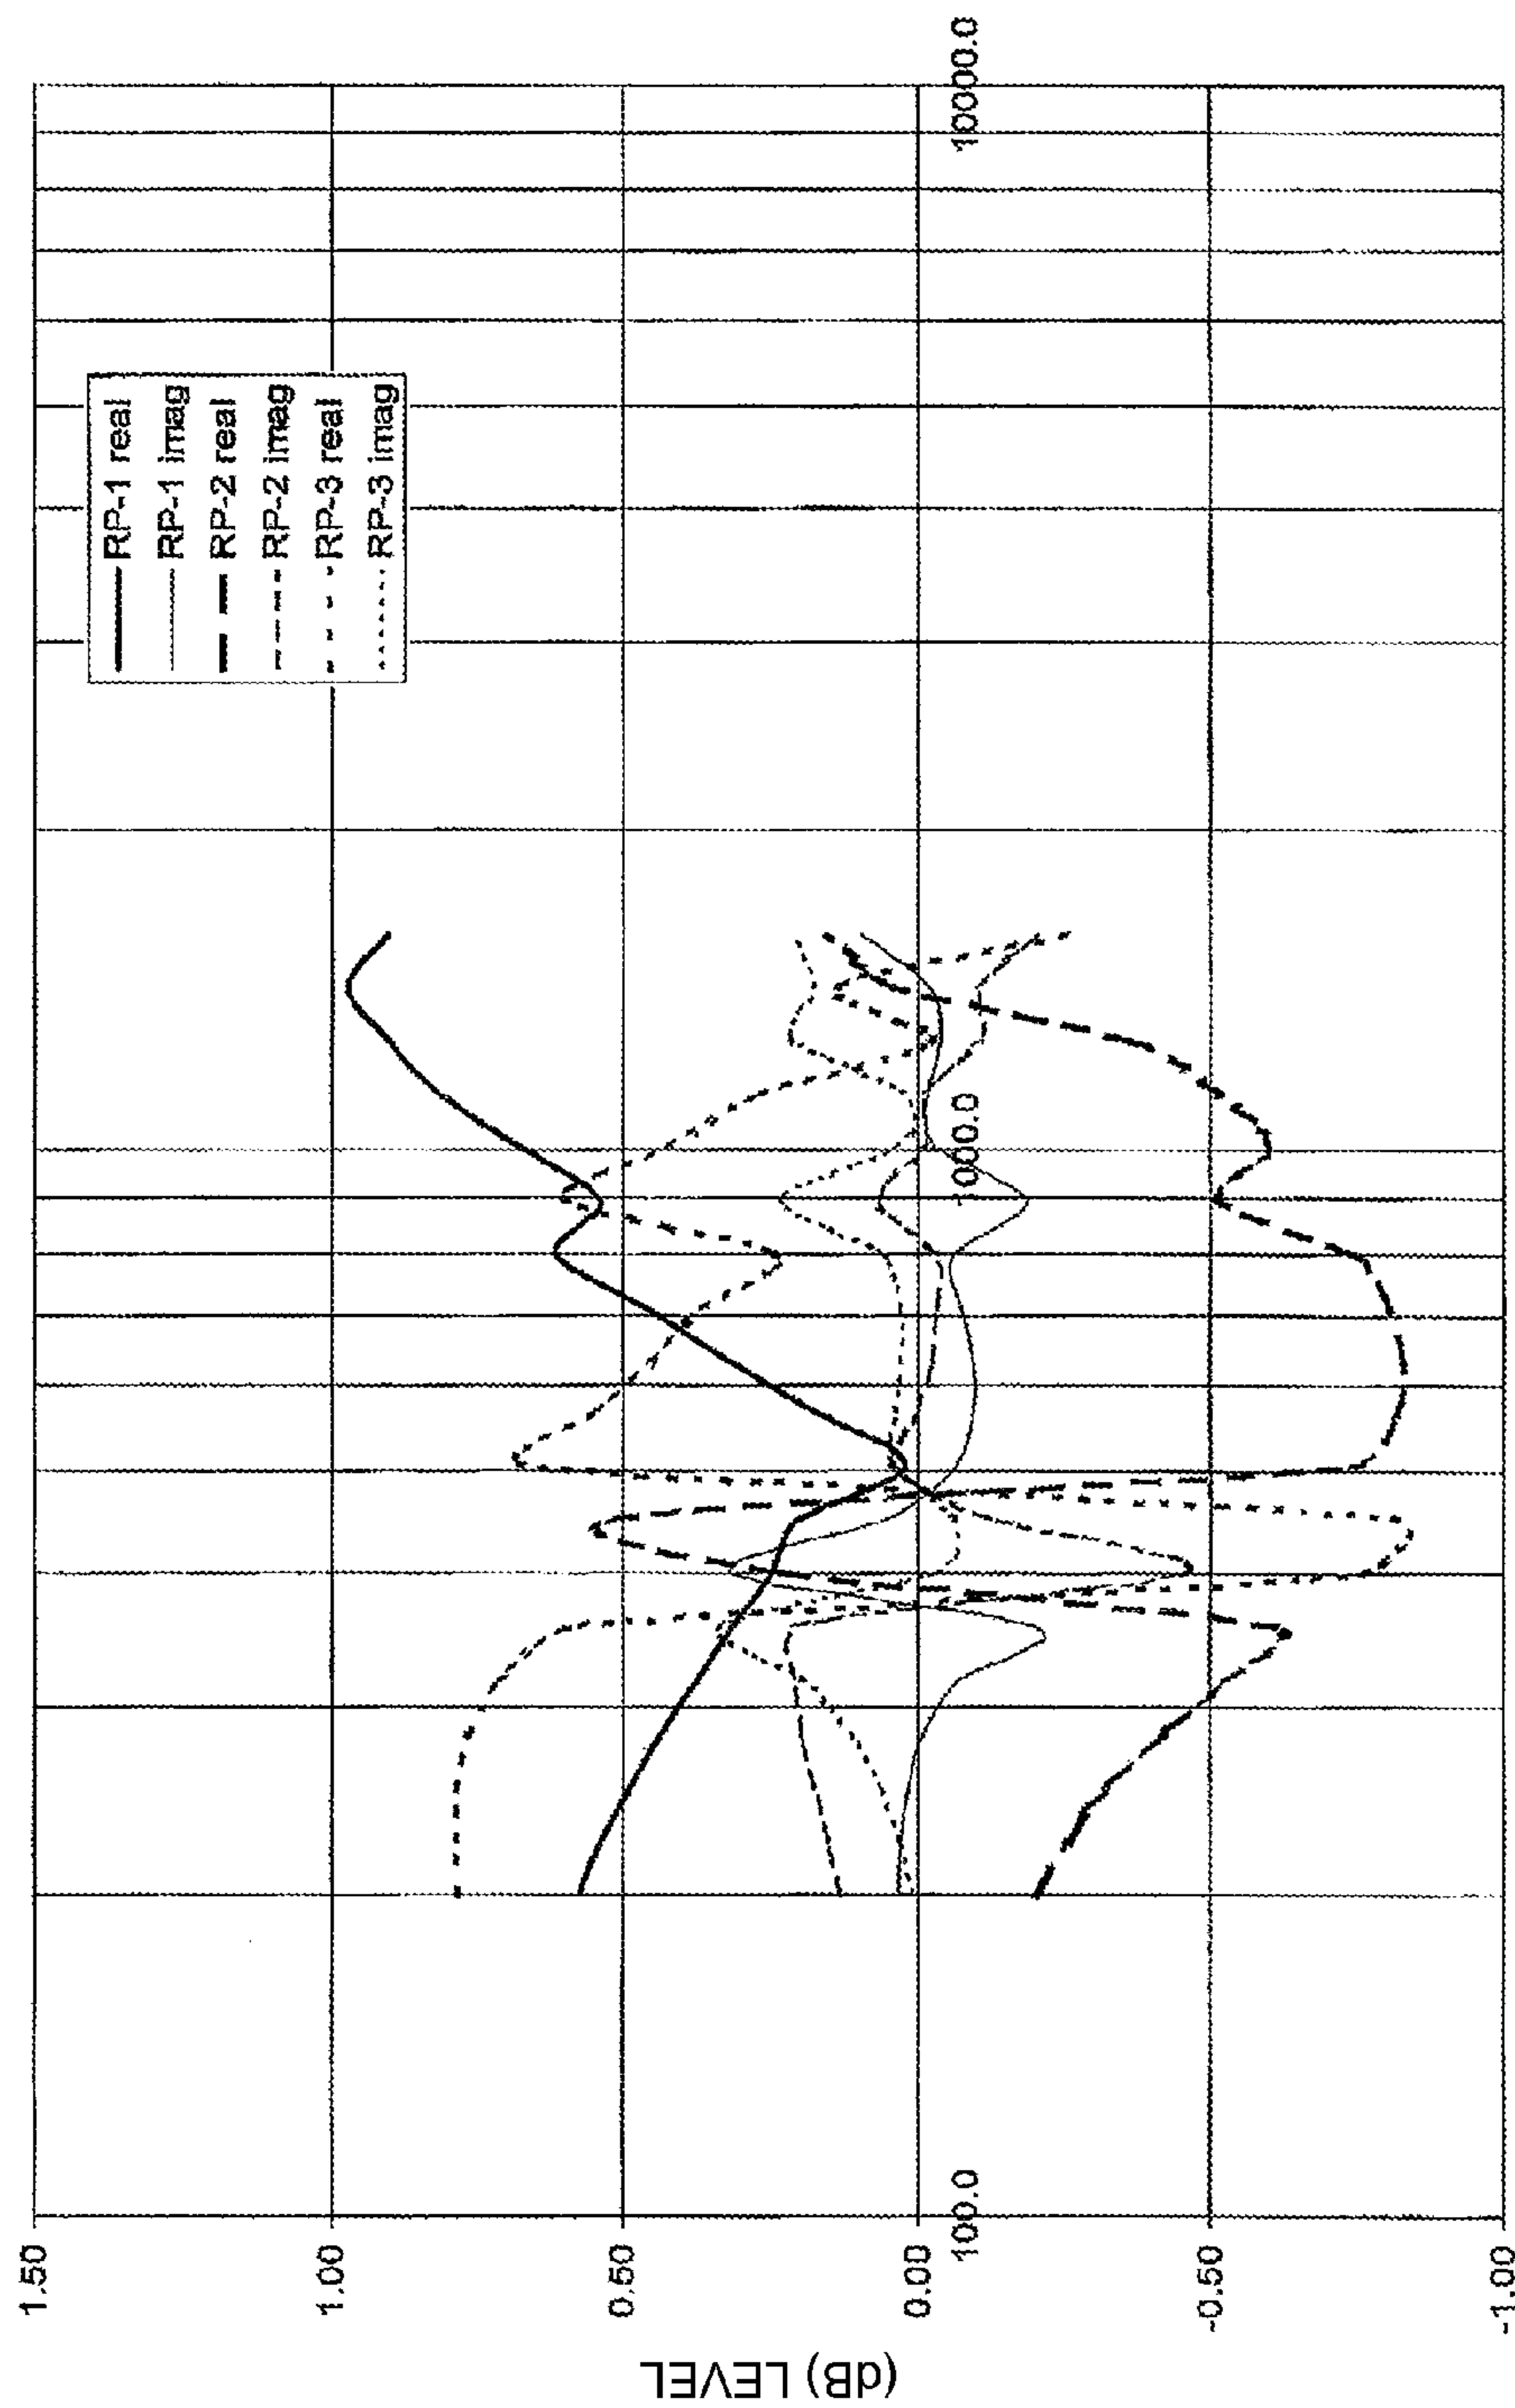 1.50
1.00
0.50
0.00
-0.50
-1.00
(dB) LEVEL
100.0
1000.0
10000.0
RP-1 real
RP-1 imag
RP-2 real
RP-2 imag
RP-3 real
RP-3 imag